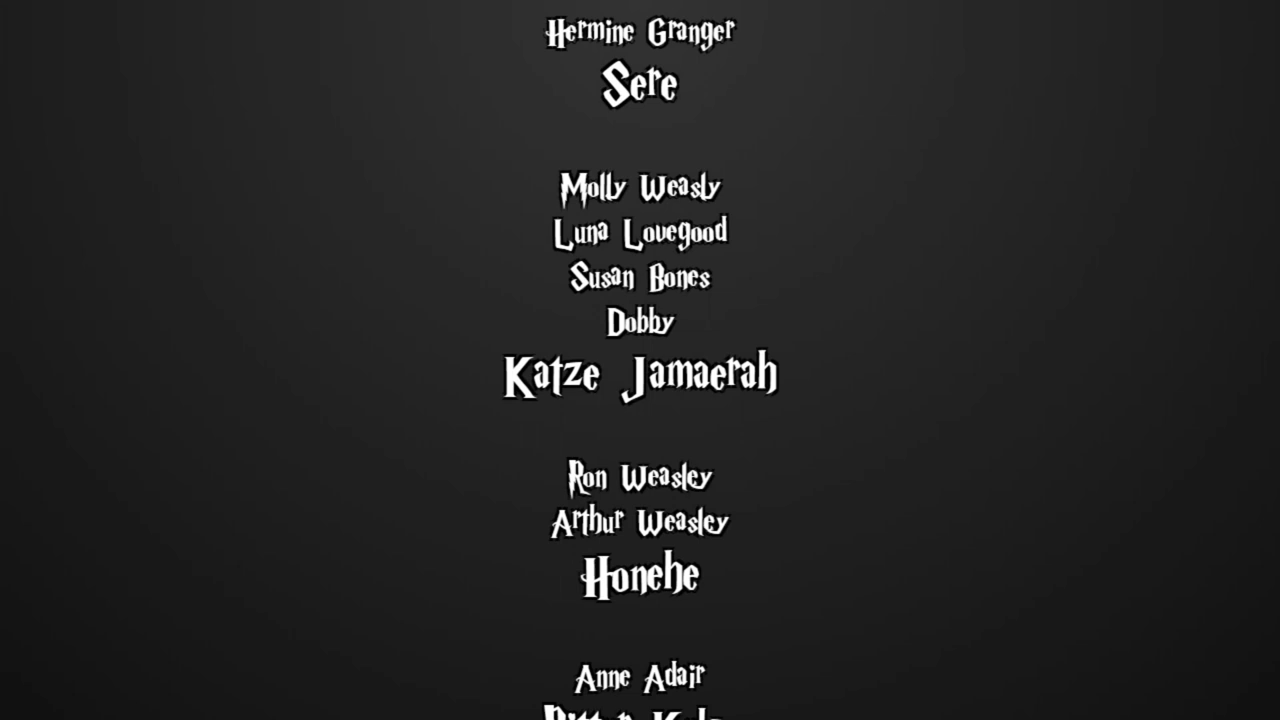 Hermine Granger
Sere
Molly Weasly
Luna Lovegood
Susan Bones
Dobby
Katze Jamaerah
Ron Weasley
Arthur Weasley
Honehe
Anne Adair